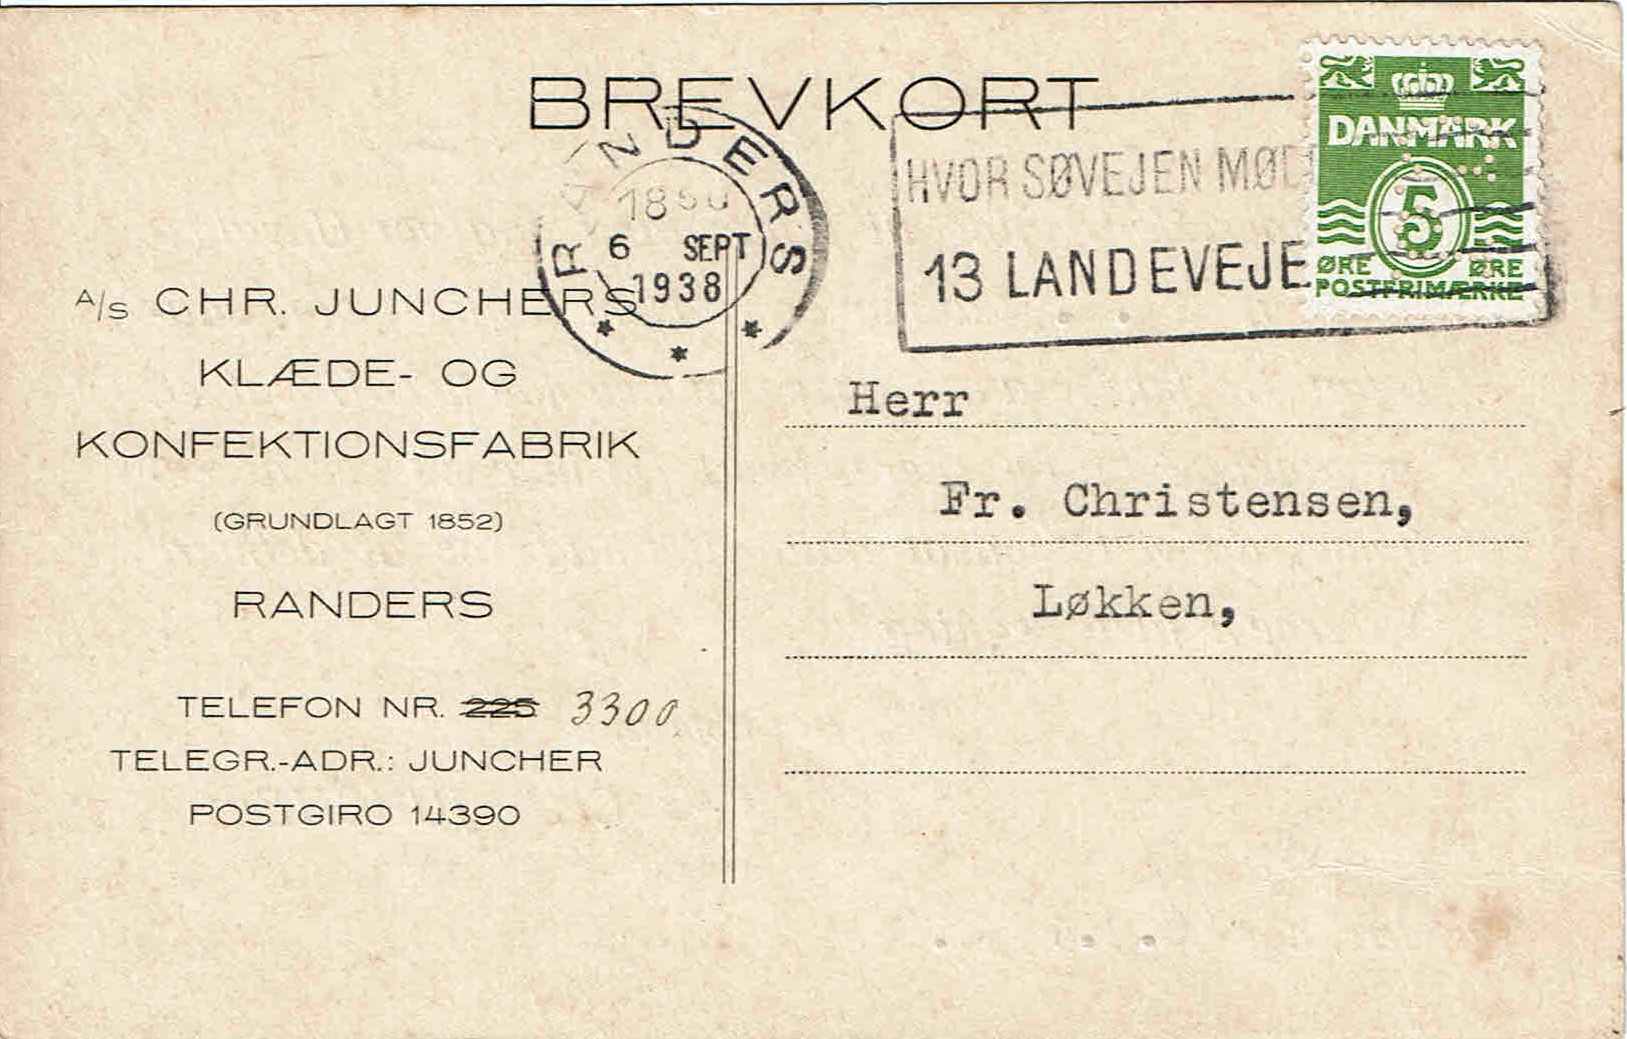 BREVKORT
RANDERS
1850
6 SEPT
1938
HVOR SØVEJEN
13 LANDEVEJE
DANMARK
5
ØRE ØRE
POSTFRIMÆRKE
A/S CHR. JUNCHERS
KLÆDE- OG
KONFEKTIONSFABRIK
(GRUNDLAGT 1852)
RANDERS
TELEFON NR. 225 3300
TELEGR.-ADR.: JUNCHER
POSTGIRO 14390
Herr
Fr. Christensen,
Løkken,